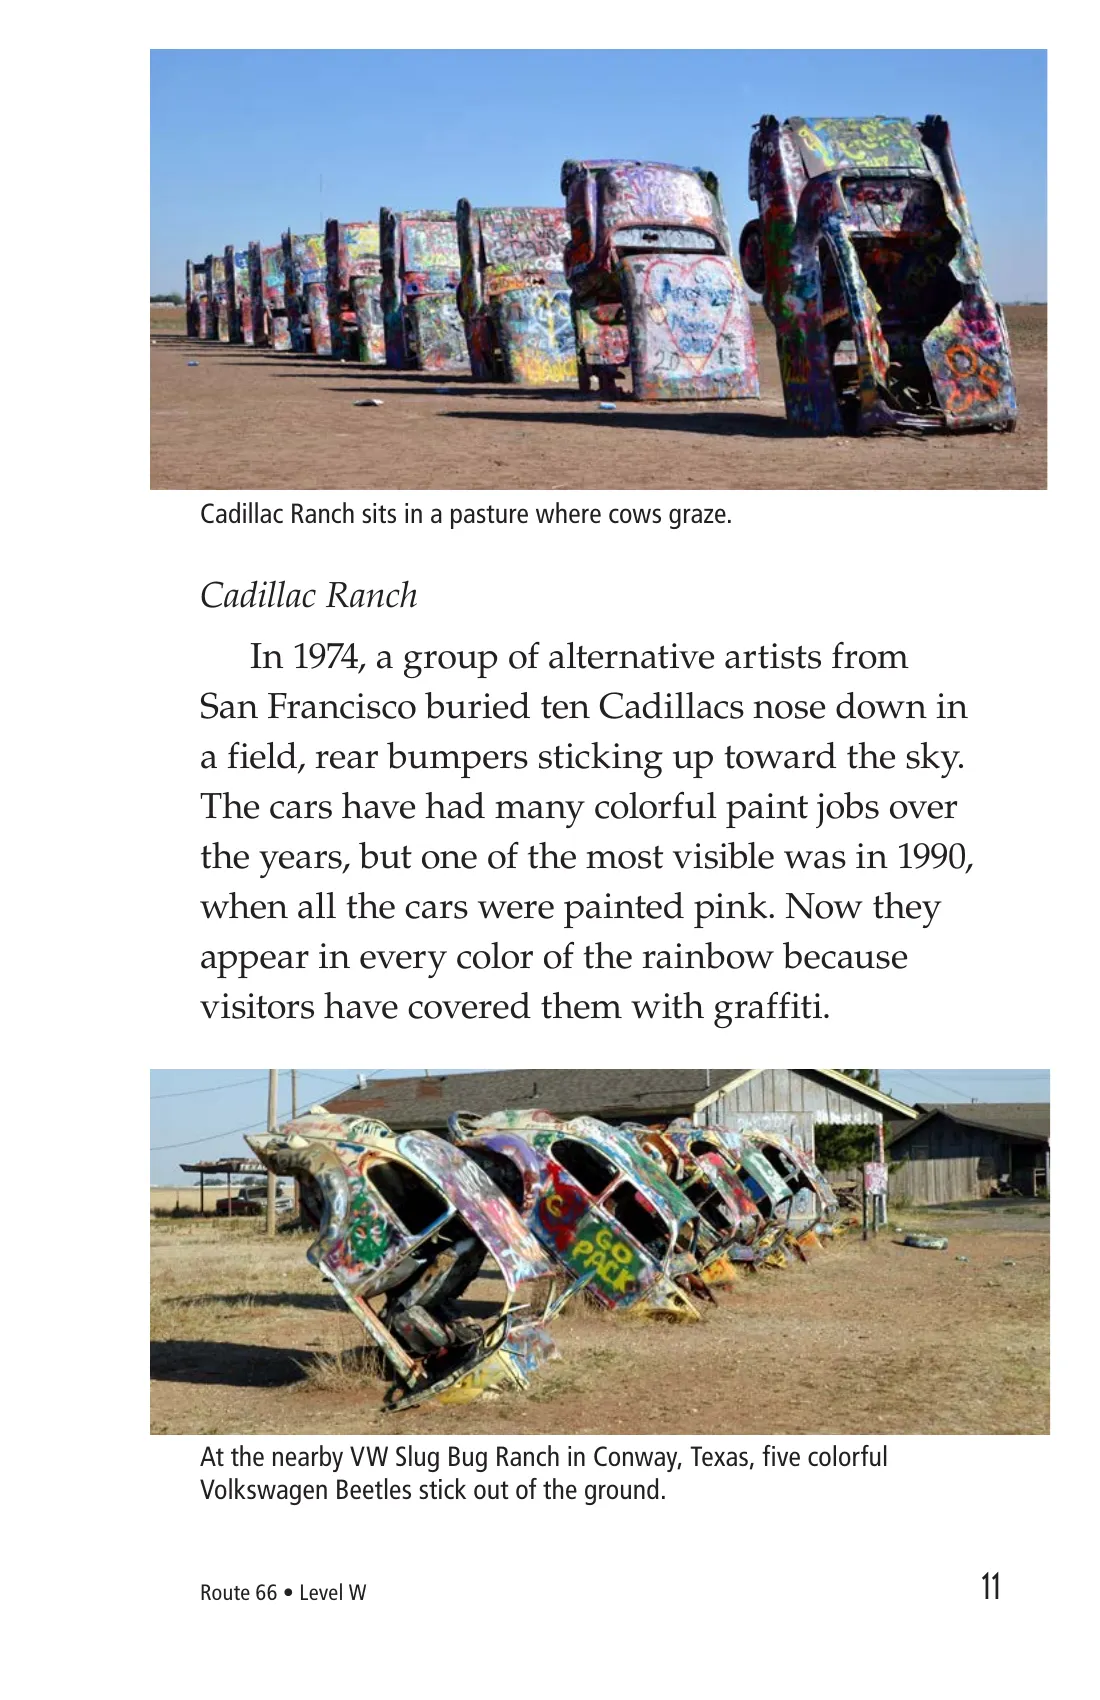 Cadillac Ranch sits in a pasture where cows graze.
Cadillac Ranch
In 1974, a group of alternative artists from
San Francisco buried ten Cadillacs nose down in
a field, rear bumpers sticking up toward the sky.
The cars have had many colorful paint jobs over
the years, but one of the most visible was in 1990,
when all the cars were painted pink. Now they
appear in every color of the rainbow because
visitors have covered them with graffiti.
GO
PACK
At the nearby VW Slug Bug Ranch in Conway, Texas, five colorful
Volkswagen Beetles stick out of the ground.
Route 66 • Level W
11